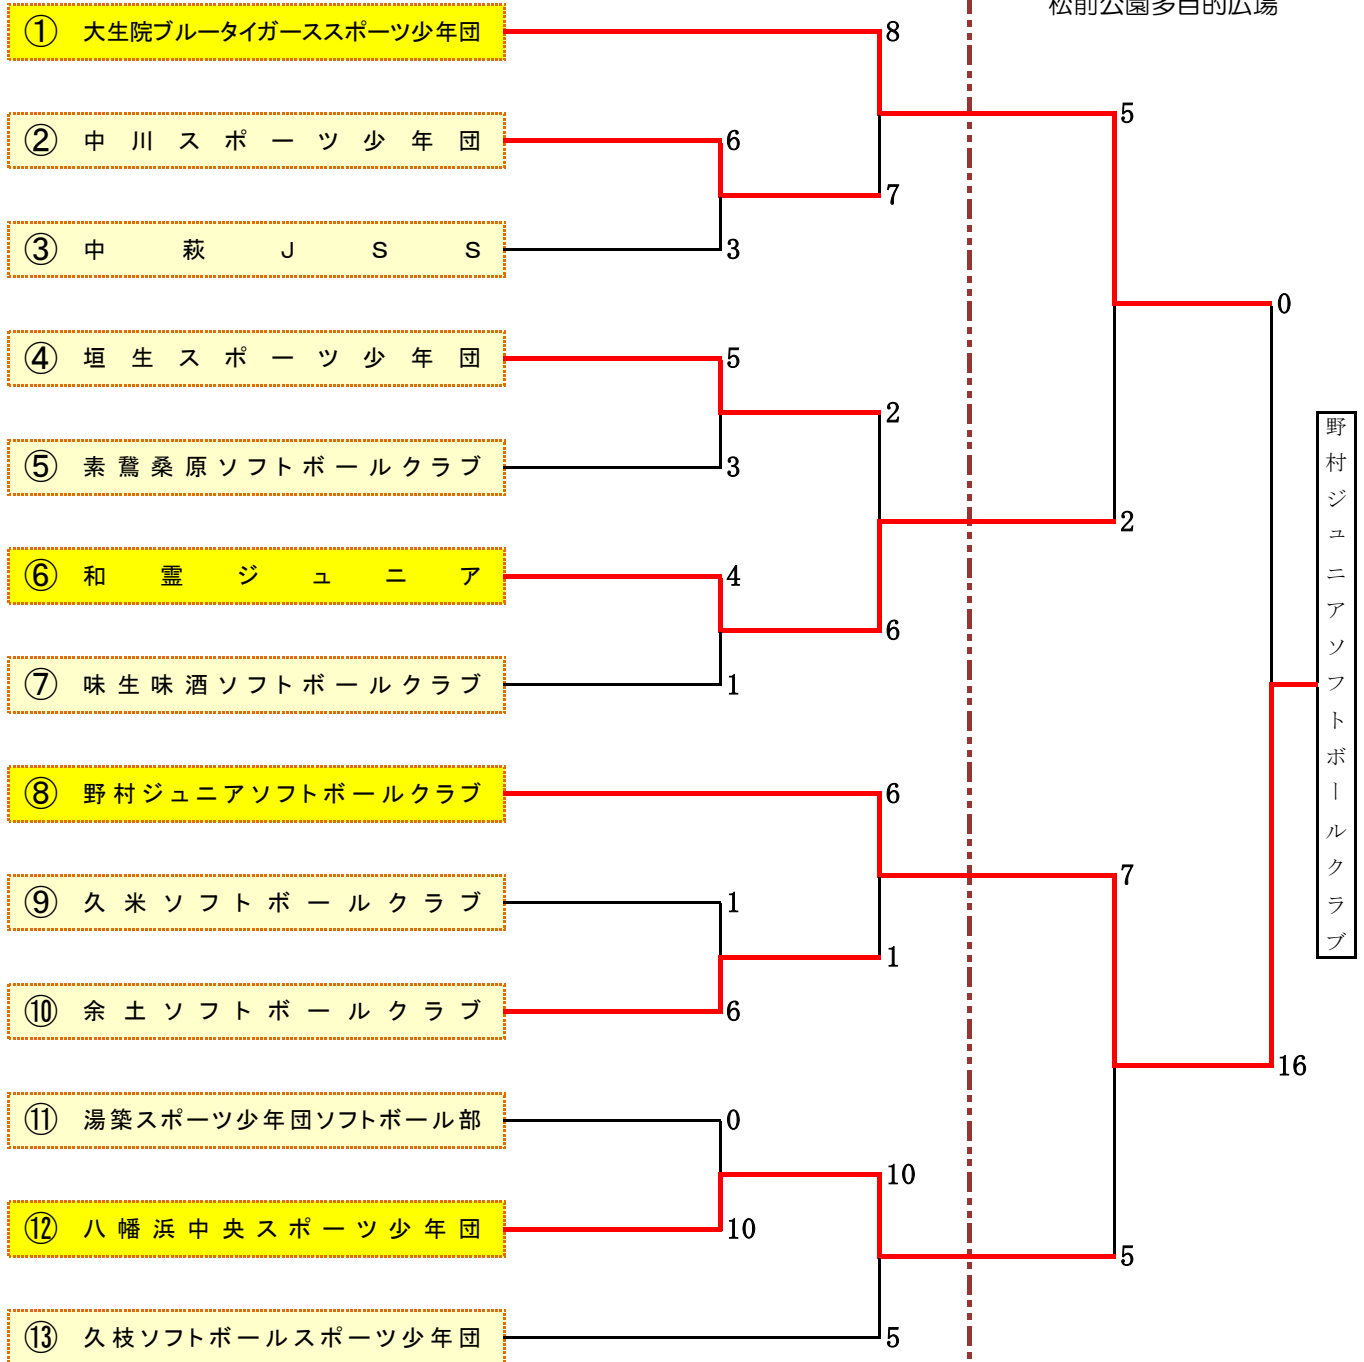 松前公園多目的広場
① 大生院ブルータイガーススポーツ少年団
8
5
② 中川スポーツ少年団
6
7
③ 中萩JSS
3
0
④ 垣生スポーツ少年団
5
2
⑤ 素鵞桑原ソフトボールクラブ
3
2
⑥ 和霊ジュニア
4
6
⑦ 味生味酒ソフトボールクラブ
1
野村ジュニアソフトボールクラブ
⑧ 野村ジュニアソフトボールクラブ
6
7
⑨ 久米ソフトボールクラブ
1
1
⑩ 余土ソフトボールクラブ
6
16
⑪ 湯築スポーツ少年団ソフトボール部
0
10
⑫ 八幡浜中央スポーツ少年団
10
5
⑬ 久枝ソフトボールスポーツ少年団
5